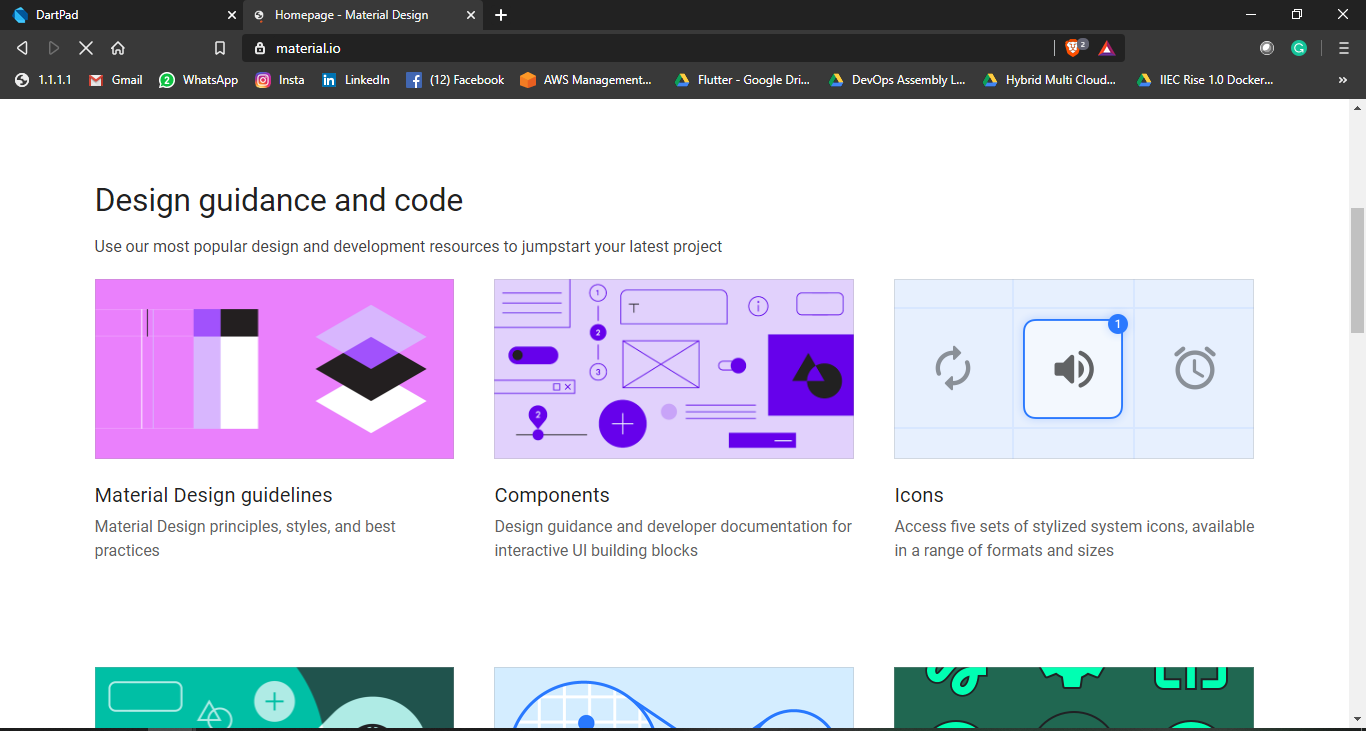 DartPad
Homepage - Material Design
material.io
2
1.1.1.1
Gmail
2
WhatsApp
Insta
in
LinkedIn
f
(12) Facebook
AWS Management...
Flutter - Google Dri...
DevOps Assembly L...
Hybrid Multi Cloud...
IIEC Rise 1.0 Docker...
Design guidance and code
Use our most popular design and development resources to jumpstart your latest project
1
T
i
2
3
2
1
Material Design guidelines
Components
Icons
Material Design principles, styles, and best
practices
Design guidance and developer documentation for
interactive UI building blocks
Access five sets of stylized system icons, available
in a range of formats and sizes